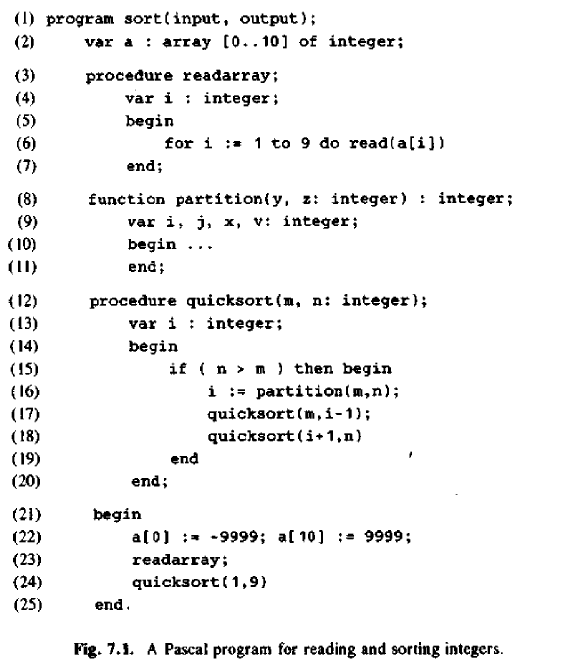 (1) program sort(input, output);
(2) var a : array [0..10] of integer;
(3) procedure readarray;
(4) var i : integer;
(5) begin
(6) for i := 1 to 9 do read(a[i])
(7) end;
(8) function partition(y, z: integer) : integer;
(9) var i, j, x, v: integer;
(10) begin ...
(11) end;
(12) procedure quicksort(m, n: integer);
(13) var i : integer;
(14) begin
(15) if ( n > m ) then begin
(16) i := partition(m,n);
(17) quicksort(m,i-1);
(18) quicksort(i+1,n)
(19) end
(20) end;
(21) begin
(22) a[0] := -9999; a[10] := 9999;
(23) readarray;
(24) quicksort(1,9)
(25) end.
Fig. 7.1. A Pascal program for reading and sorting integers.